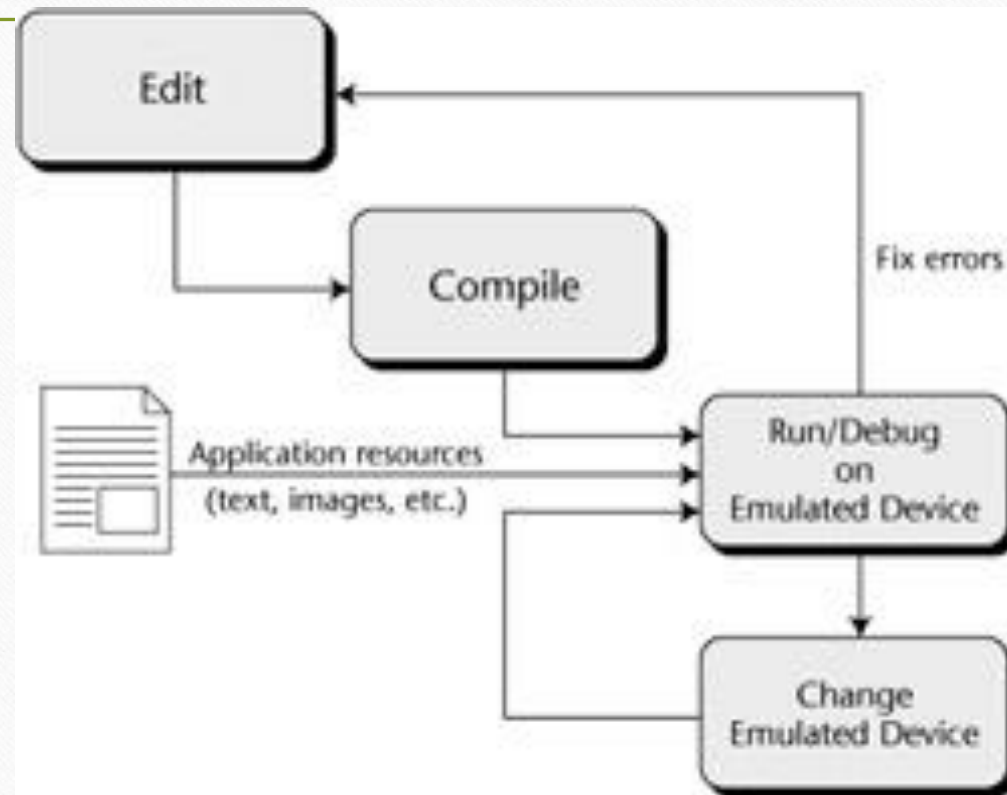 Edit
Compile
Fix errors
Application resources
(text, images, etc.)
Run/Debug
on
Emulated Device
Change
Emulated Device